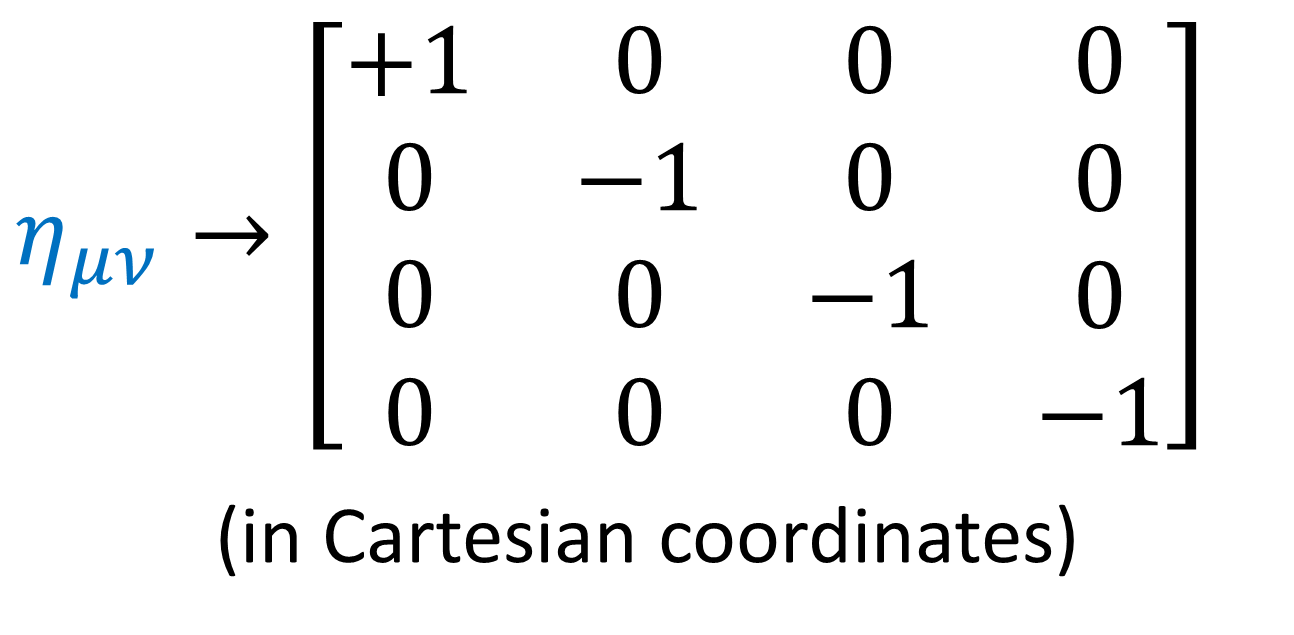 +1 0 0 0
0 −1 0 0
η_μν → 0 0 −1 0
0 0 0 −1
(in Cartesian coordinates)